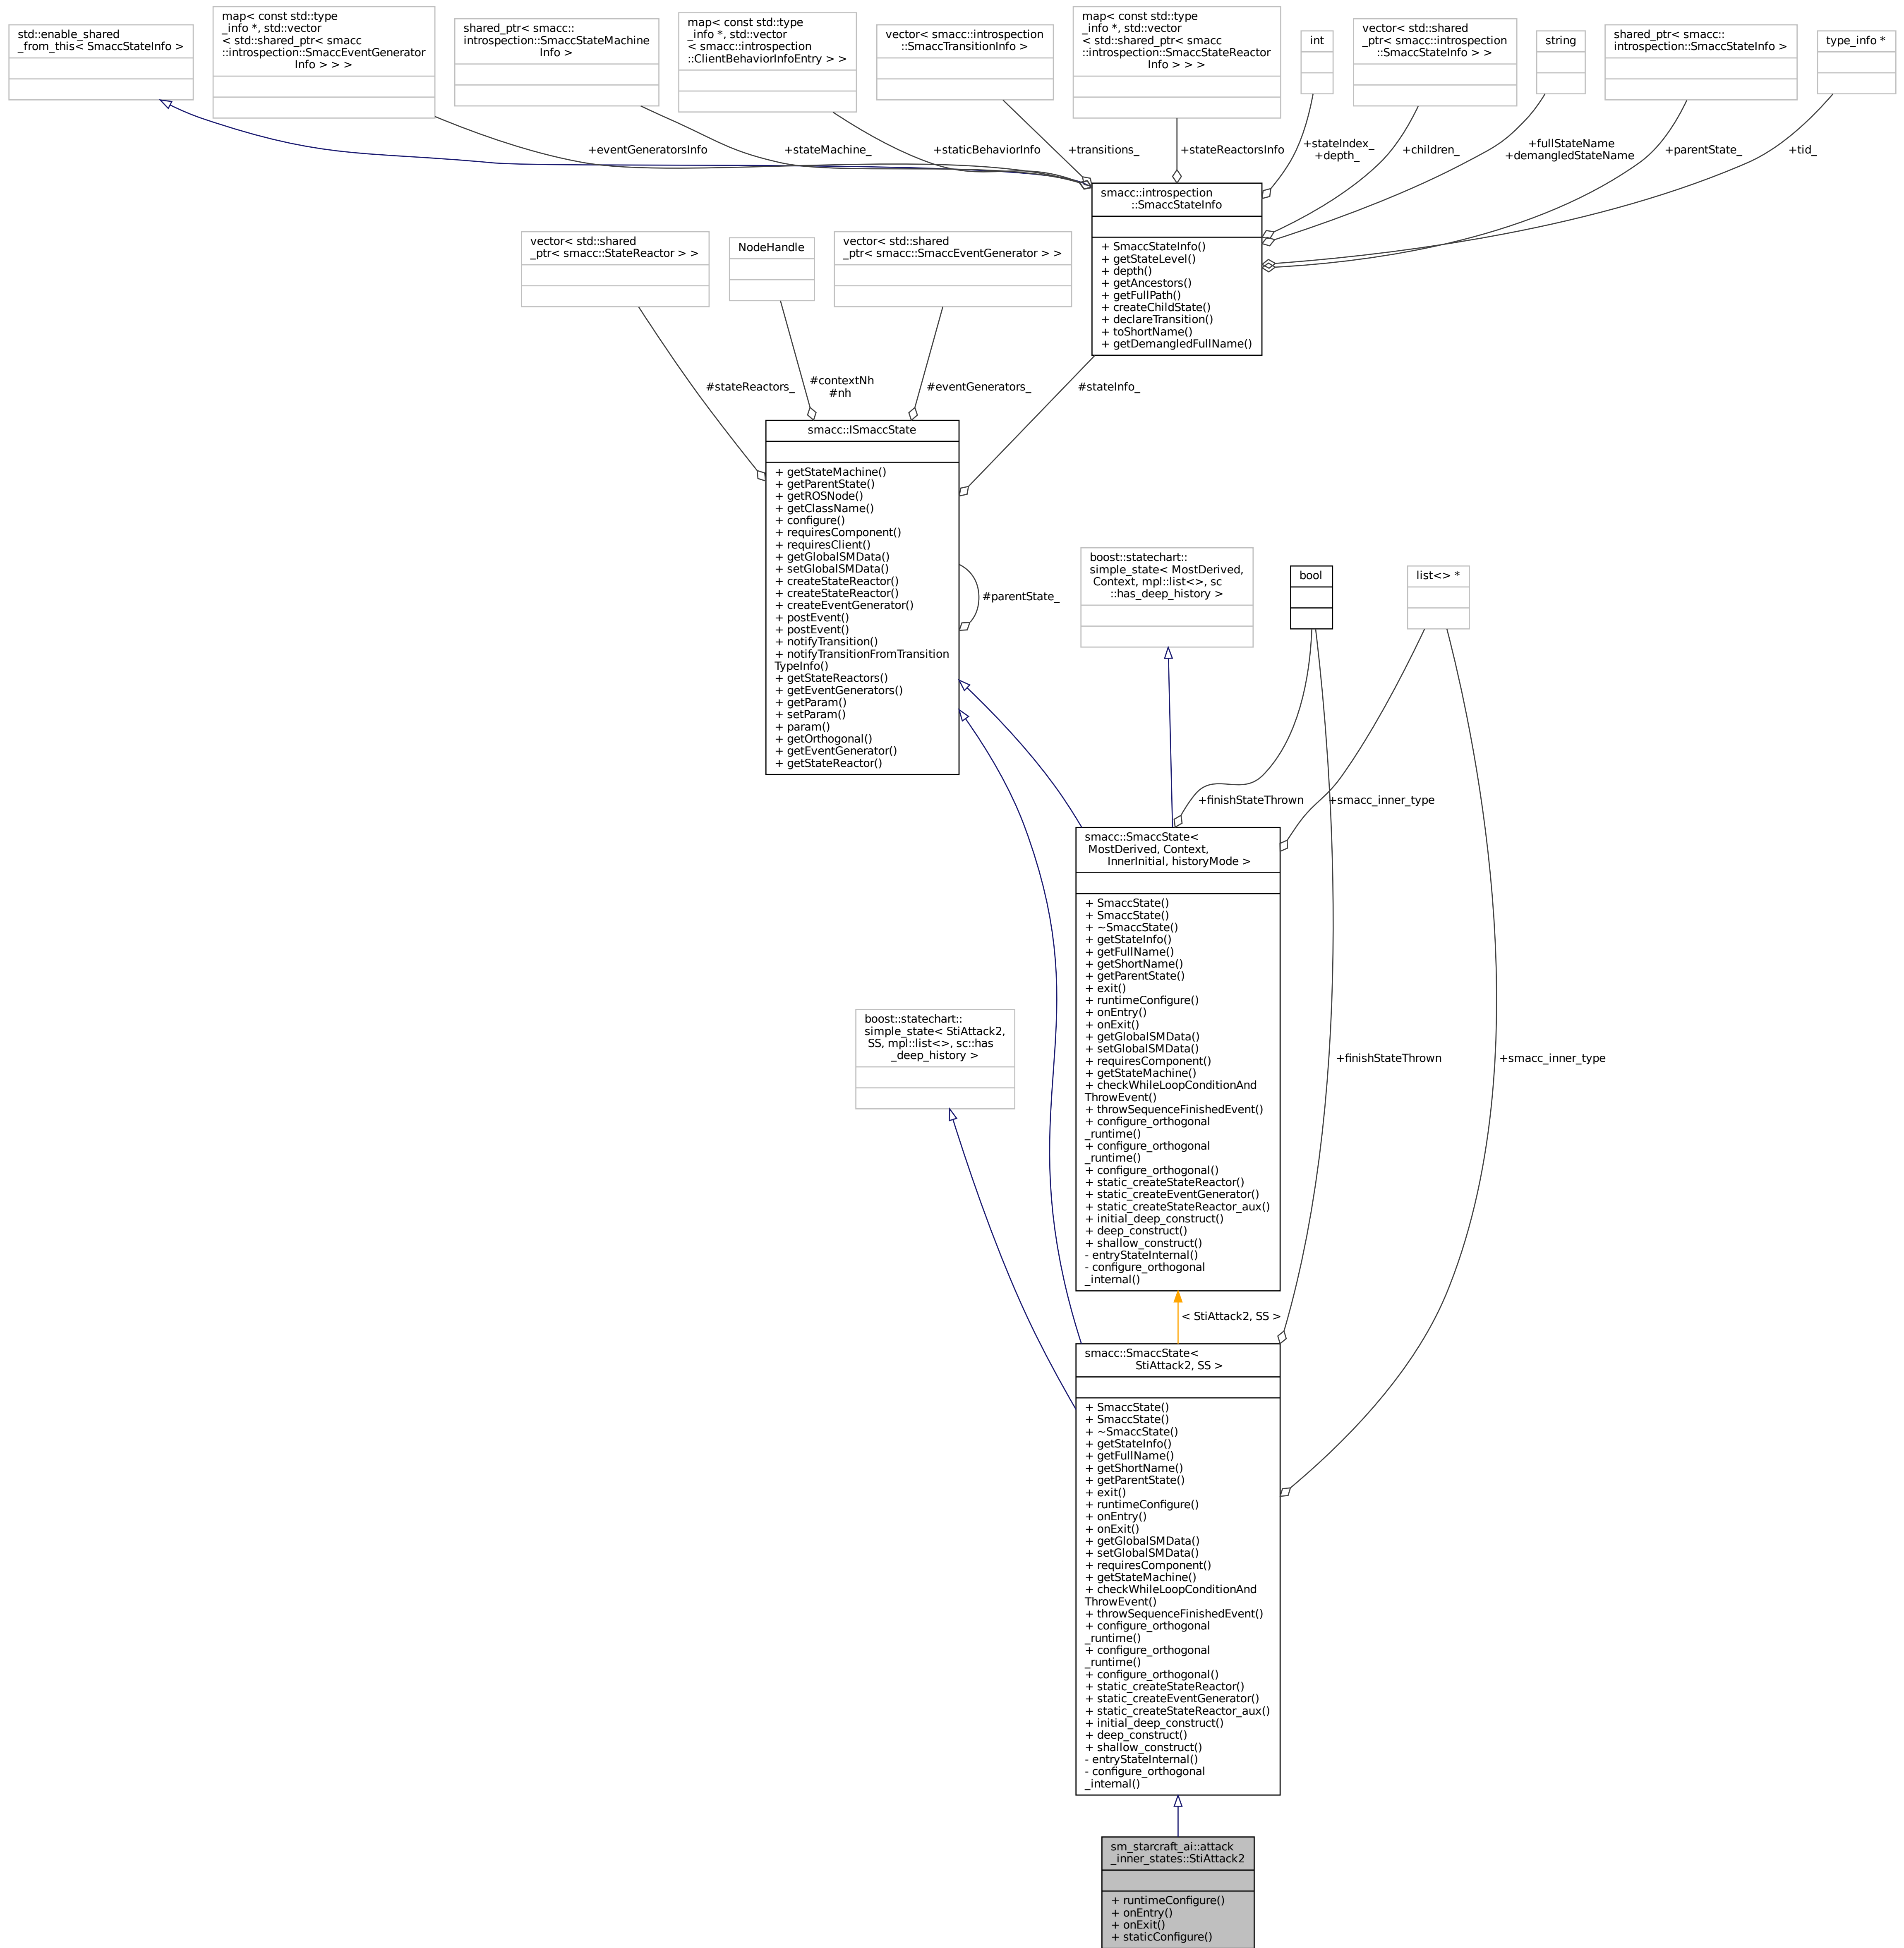 std::enable_shared
_from_this< SmaccStateInfo >
map< const std::type
_info *, std::vector
< std::shared_ptr< smacc
::introspection::SmaccEventGenerator
Info > > >
shared_ptr< smacc::
introspection::SmaccStateMachine
Info >
map< const std::type
_info *, std::vector
< smacc::introspection
::ClientBehaviorInfoEntry > >
vector< smacc::introspection
::SmaccTransitionInfo >
map< const std::type
_info *, std::vector
< std::shared_ptr< smacc
::introspection::SmaccStateReactor
Info > > >
int
vector< std::shared
_ptr< smacc::introspection
::SmaccStateInfo > >
string
shared_ptr< smacc::
introspection::SmaccStateInfo >
type_info *
+eventGeneratorsInfo
+stateMachine_
+staticBehaviorInfo
+transitions_
+stateReactorsInfo
+stateIndex_
+depth_
+children_
+fullStateName
+demangledStateName
+parentState_
+tid_
smacc::introspection
::SmaccStateInfo
+ SmaccStateInfo()
+ getStateLevel()
+ depth()
+ getAncestors()
+ getFullPath()
+ createChildState()
+ declareTransition()
+ toShortName()
+ getDemangledFullName()
vector< std::shared
_ptr< smacc::StateReactor > >
NodeHandle
vector< std::shared
_ptr< smacc::SmaccEventGenerator > >
#stateReactors_
#contextNh
#nh
#eventGenerators_
#stateInfo_
smacc::ISmaccState
+ getStateMachine()
+ getParentState()
+ getROSNode()
+ getClassName()
+ configure()
+ requiresComponent()
+ requiresClient()
+ getGlobalSMData()
+ setGlobalSMData()
+ createStateReactor()
+ createStateReactor()
+ createEventGenerator()
+ postEvent()
+ postEvent()
+ notifyTransition()
+ notifyTransitionFromTransition
TypeInfo()
+ getStateReactors()
+ getEventGenerators()
+ getParam()
+ setParam()
+ param()
+ getOrthogonal()
+ getEventGenerator()
+ getStateReactor()
#parentState_
boost::statechart::
simple_state< MostDerived,
Context, mpl::list<>, sc
::has_deep_history >
bool
list<> *
+finishStateThrown
+smacc_inner_type
smacc::SmaccState<
MostDerived, Context,
InnerInitial, historyMode >
+ SmaccState()
+ SmaccState()
+ ~SmaccState()
+ getStateInfo()
+ getFullName()
+ getShortName()
+ getParentState()
+ exit()
+ runtimeConfigure()
+ onEntry()
+ onExit()
+ getGlobalSMData()
+ setGlobalSMData()
+ requiresComponent()
+ getStateMachine()
+ checkWhileLoopConditionAnd
ThrowEvent()
+ throwSequenceFinishedEvent()
+ configure_orthogonal
_runtime()
+ configure_orthogonal
_runtime()
+ configure_orthogonal()
+ static_createStateReactor()
+ static_createEventGenerator()
+ static_createStateReactor_aux()
+ initial_deep_construct()
+ deep_construct()
+ shallow_construct()
- entryStateInternal()
- configure_orthogonal
_internal()
boost::statechart::
simple_state< StiAttack2,
SS, mpl::list<>, sc::has
_deep_history >
+finishStateThrown
+smacc_inner_type
< StiAttack2, SS >
smacc::SmaccState<
StiAttack2, SS >
+ SmaccState()
+ SmaccState()
+ ~SmaccState()
+ getStateInfo()
+ getFullName()
+ getShortName()
+ getParentState()
+ exit()
+ runtimeConfigure()
+ onEntry()
+ onExit()
+ getGlobalSMData()
+ setGlobalSMData()
+ requiresComponent()
+ getStateMachine()
+ checkWhileLoopConditionAnd
ThrowEvent()
+ throwSequenceFinishedEvent()
+ configure_orthogonal
_runtime()
+ configure_orthogonal
_runtime()
+ configure_orthogonal()
+ static_createStateReactor()
+ static_createEventGenerator()
+ static_createStateReactor_aux()
+ initial_deep_construct()
+ deep_construct()
+ shallow_construct()
- entryStateInternal()
- configure_orthogonal
_internal()
sm_starcraft_ai::attack
_inner_states::StiAttack2
+ runtimeConfigure()
+ onEntry()
+ onExit()
+ staticConfigure()